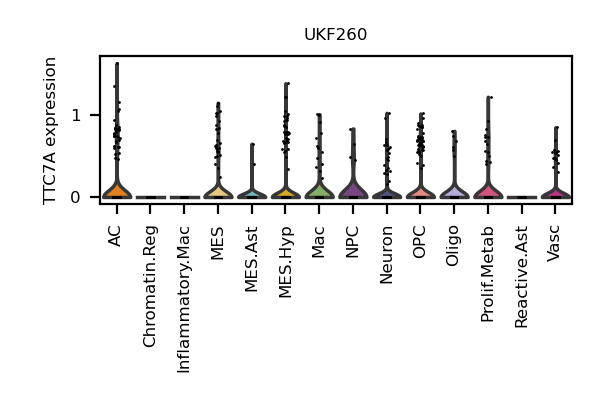 UKF260
TTC7A expression
1
0
AC
Chromatin.Reg
Inflammatory.Mac
MES
MES.Ast
MES.Hyp
Mac
NPC
Neuron
OPC
Oligo
Prolif.Metab
Reactive.Ast
Vasc